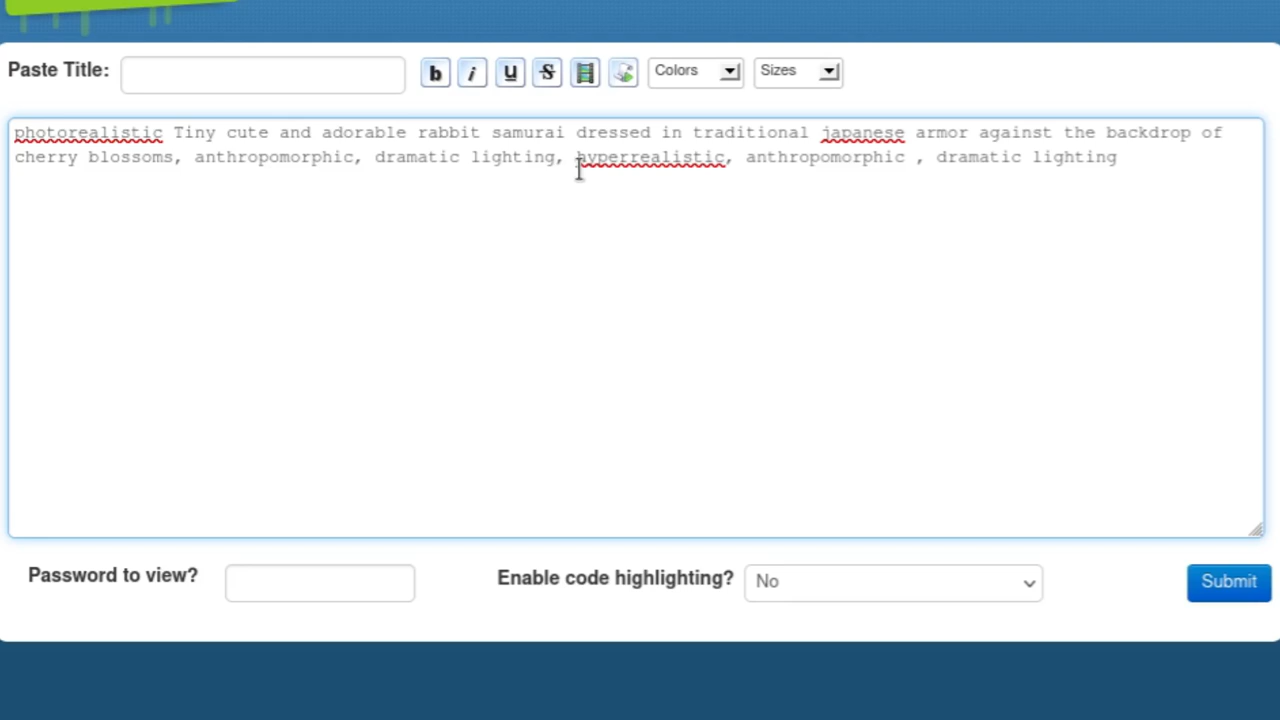 Paste Title: b i U S Colors Sizes
photorealistic Tiny cute and adorable rabbit samurai dressed in traditional japanese armor against the backdrop of
cherry blossoms, anthropomorphic, dramatic lighting, hyperrealistic, anthropomorphic , dramatic lighting
Password to view? Enable code highlighting? No Submit